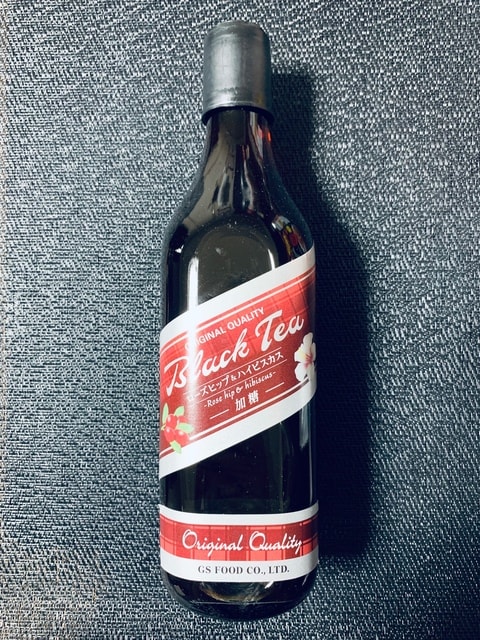 ORIGINAL QUALITY
Black Tea
ローズヒップ&ハイビスカス
-Rose hip & hibiscus-
加糖
Original Quality
GS FOOD CO., LTD.